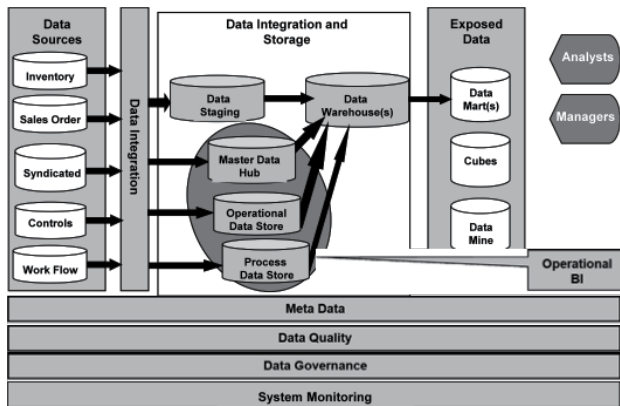 Data
Sources
Inventory
Sales Order
Syndicated
Controls
Work Flow
Data Integration
Data Integration and
Storage
Data
Staging
Data
Warehouse(s)
Master Data
Hub
Operational
Data Store
Process
Data Store
Exposed
Data
Data
Mart(s)
Cubes
Data
Mine
Analysts
Managers
Operational
BI
Meta Data
Data Quality
Data Governance
System Monitoring